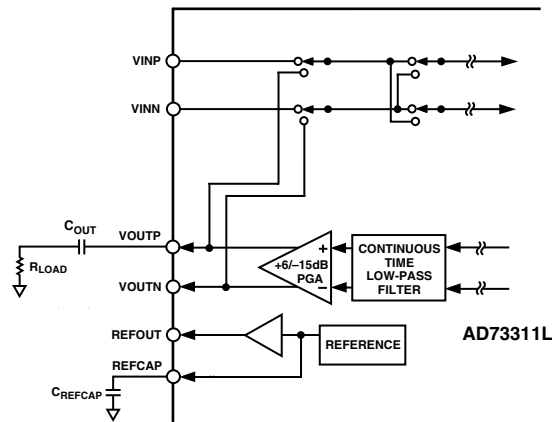 VINP
VINN
C_OUT
VOUTP
R_LOAD
+
+6/–15dB
PGA
–
CONTINUOUS
TIME
LOW-PASS
FILTER
VOUTN
REFOUT
REFERENCE
AD73311L
REFCAP
C_REFCAP